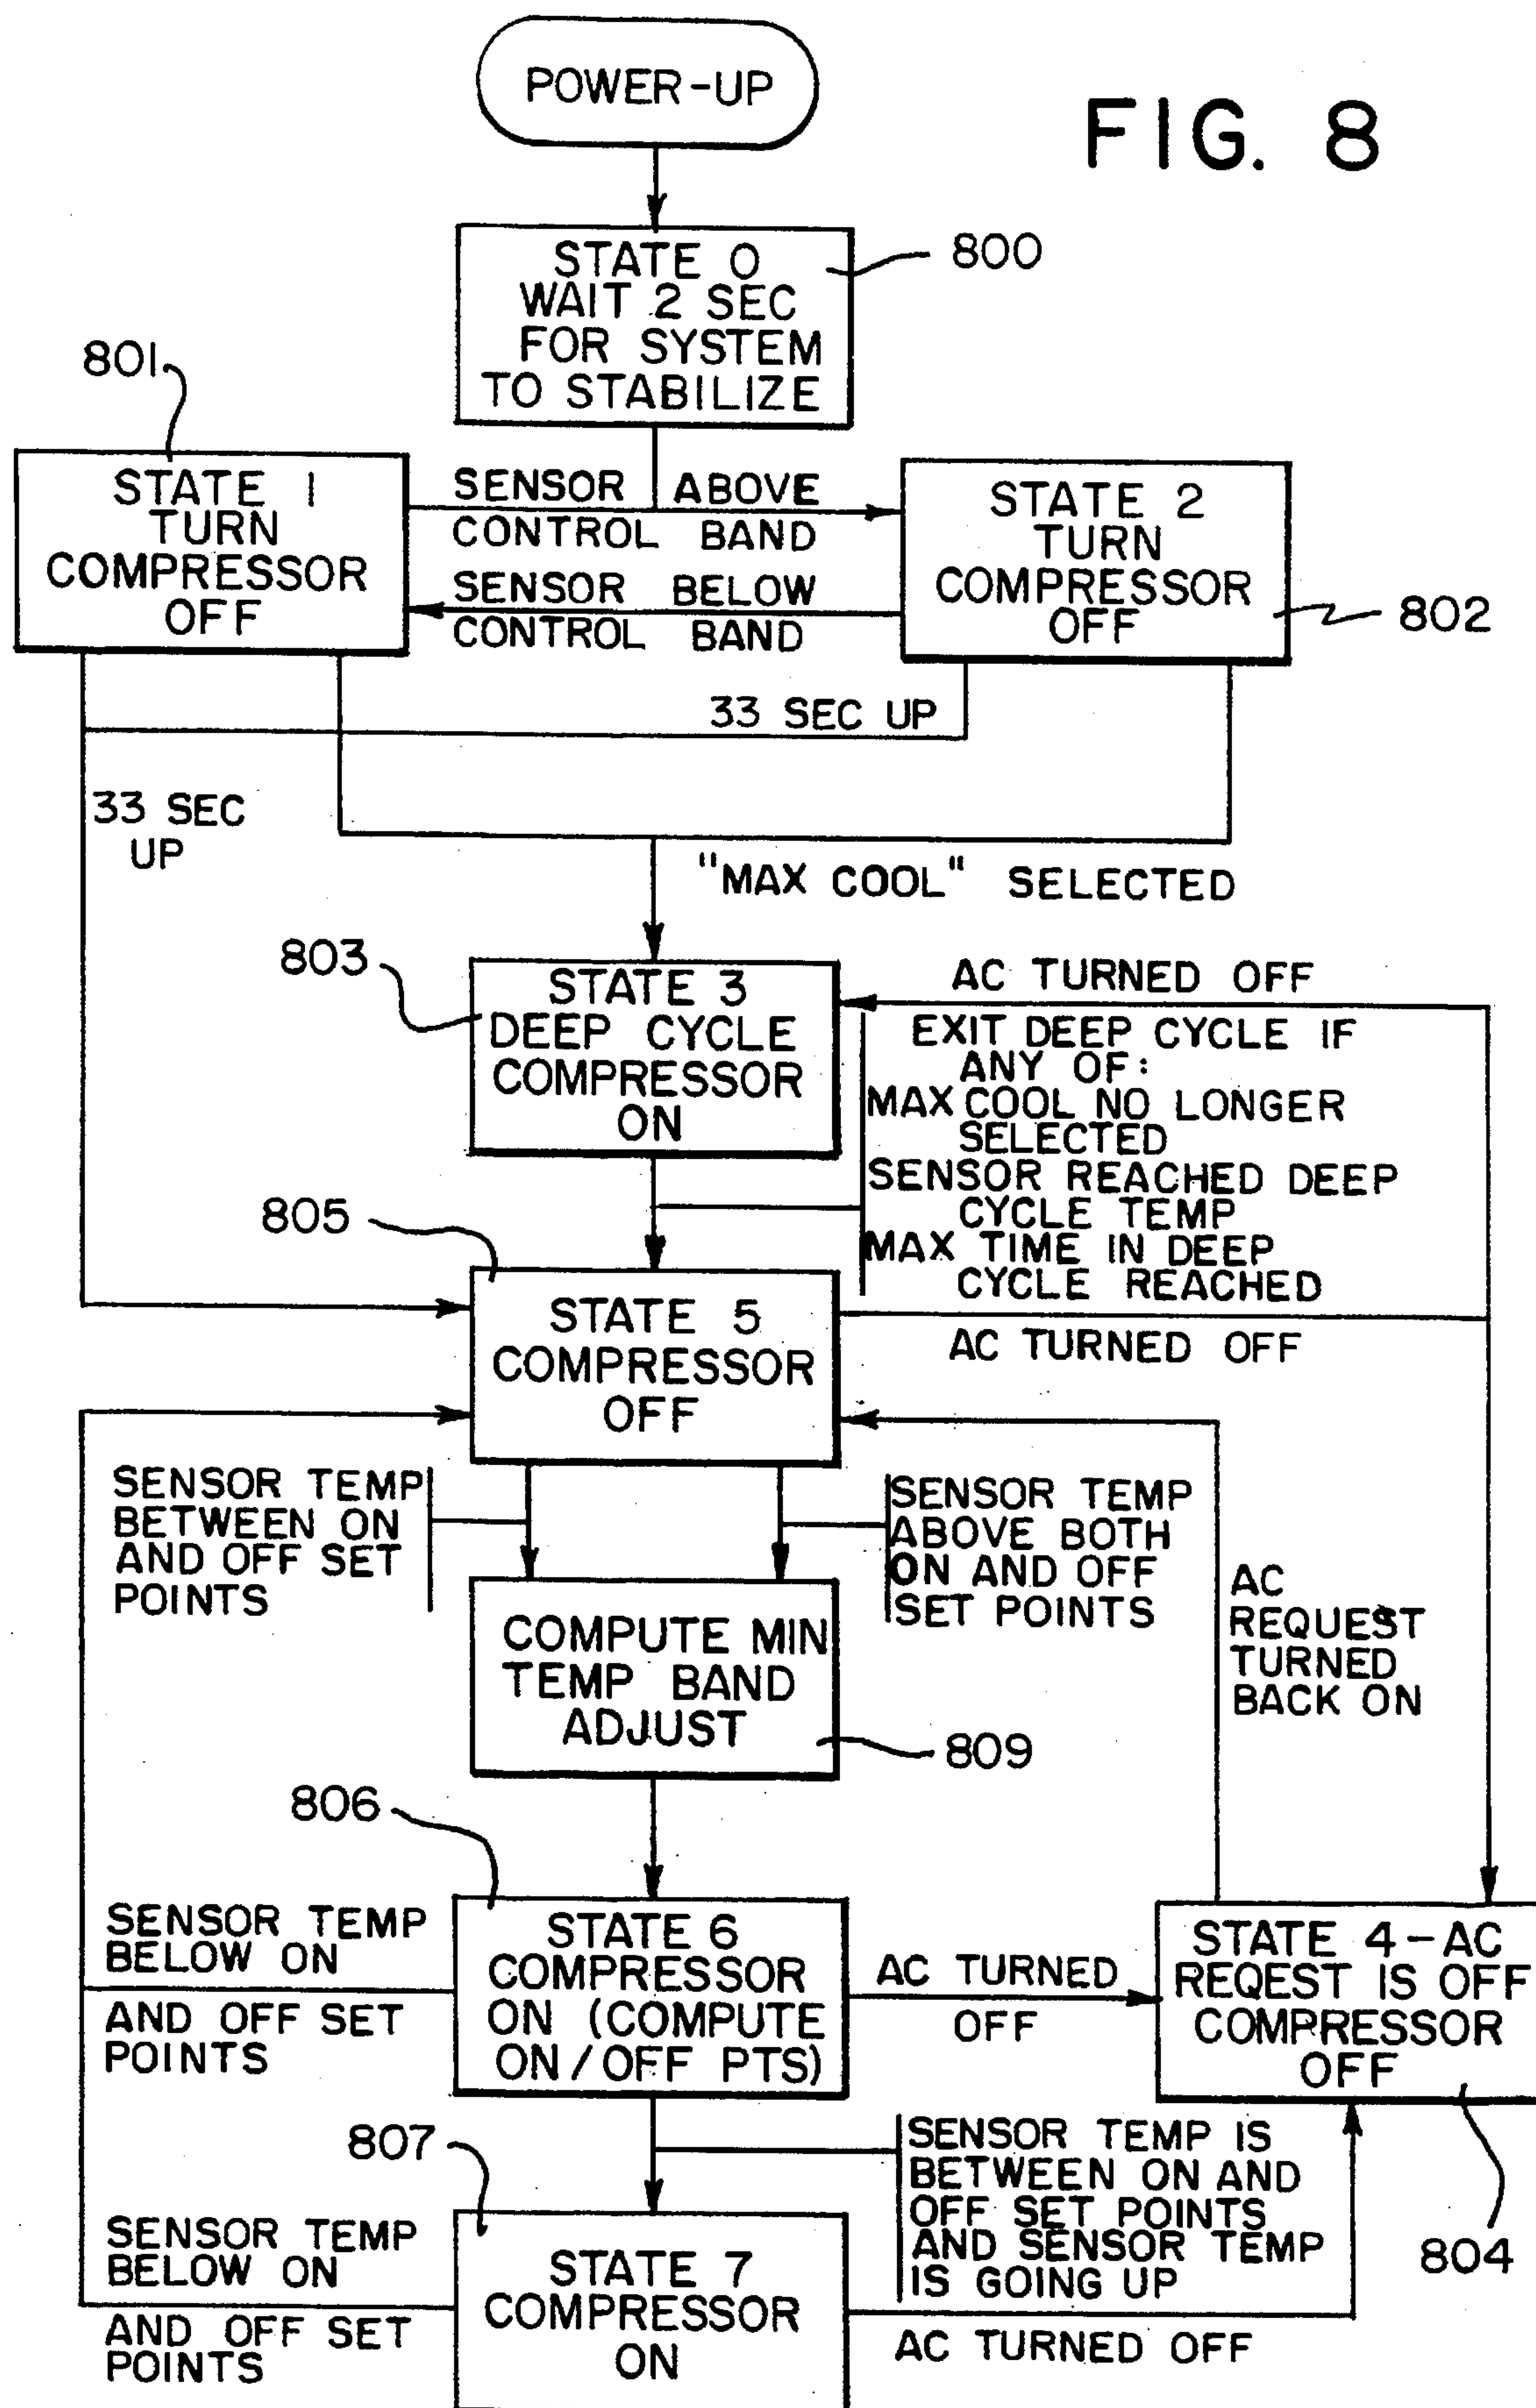 POWER-UP
FIG. 8
STATE 0
WAIT 2 SEC
FOR SYSTEM
TO STABILIZE
800
801
STATE 1
TURN
COMPRESSOR
OFF
SENSOR ABOVE
CONTROL BAND
SENSOR BELOW
CONTROL BAND
STATE 2
TURN
COMPRESSOR
OFF
802
33 SEC UP
33 SEC
UP
"MAX COOL" SELECTED
803
STATE 3
DEEP CYCLE
COMPRESSOR
ON
AC TURNED OFF
EXIT DEEP CYCLE IF
ANY OF:
MAX COOL NO LONGER
SELECTED
SENSOR REACHED DEEP
CYCLE TEMP
MAX TIME IN DEEP
CYCLE REACHED
805
STATE 5
COMPRESSOR
OFF
AC TURNED OFF
SENSOR TEMP
BETWEEN ON
AND OFF SET
POINTS
SENSOR TEMP
ABOVE BOTH
ON AND OFF
SET POINTS
AC
REQUEST
TURNED
BACK ON
COMPUTE MIN
TEMP BAND
ADJUST
809
806
SENSOR TEMP
BELOW ON
AND OFF SET
POINTS
STATE 6
COMPRESSOR
ON (COMPUTE
ON/OFF PTS)
AC TURNED
OFF
STATE 4-AC
REQEST IS OFF
COMPRESSOR
OFF
804
807
SENSOR TEMP IS
BETWEEN ON AND
OFF SET POINTS
AND SENSOR TEMP
IS GOING UP
SENSOR TEMP
BELOW ON
AND OFF SET
POINTS
STATE 7
COMPRESSOR
ON
AC TURNED OFF